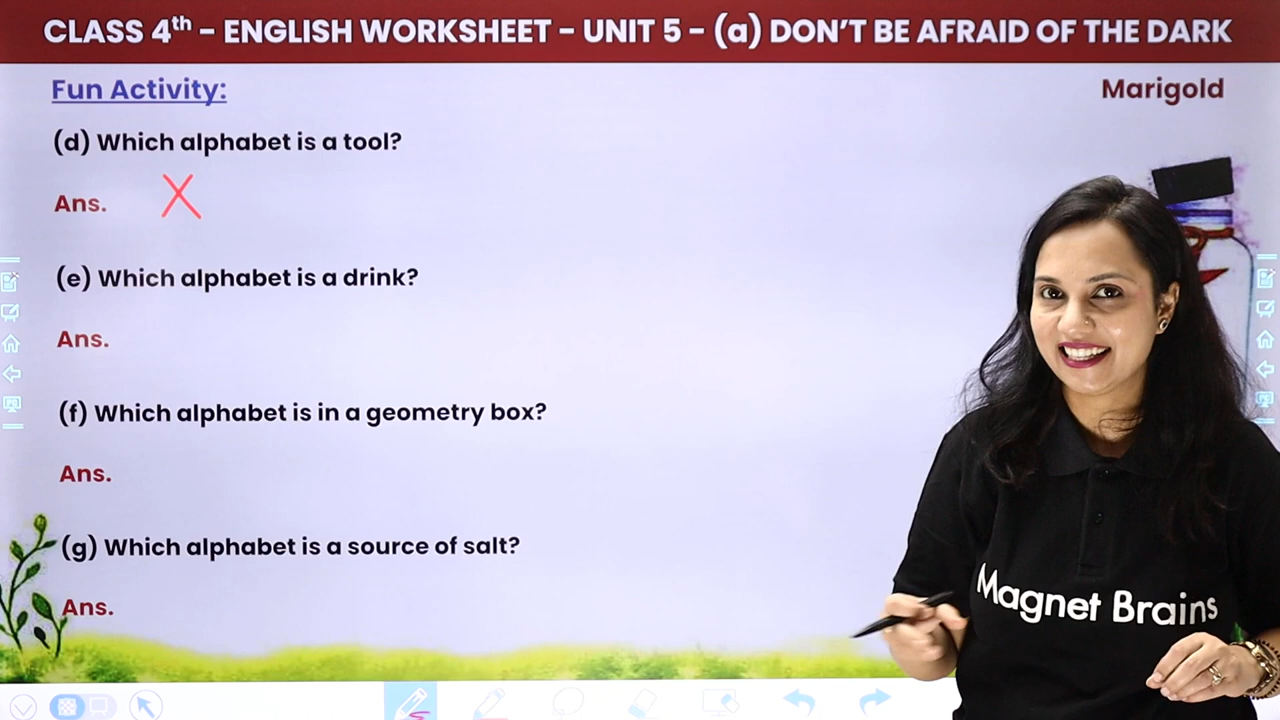 CLASS 4th – ENGLISH WORKSHEET – UNIT 5 – (a) DON'T BE AFRAID OF THE DARK
Fun Activity:
Marigold
(d) Which alphabet is a tool?
Ans. X
(e) Which alphabet is a drink?
Ans.
(f) Which alphabet is in a geometry box?
Ans.
(g) Which alphabet is a source of salt?
Ans.
Magnet Brains